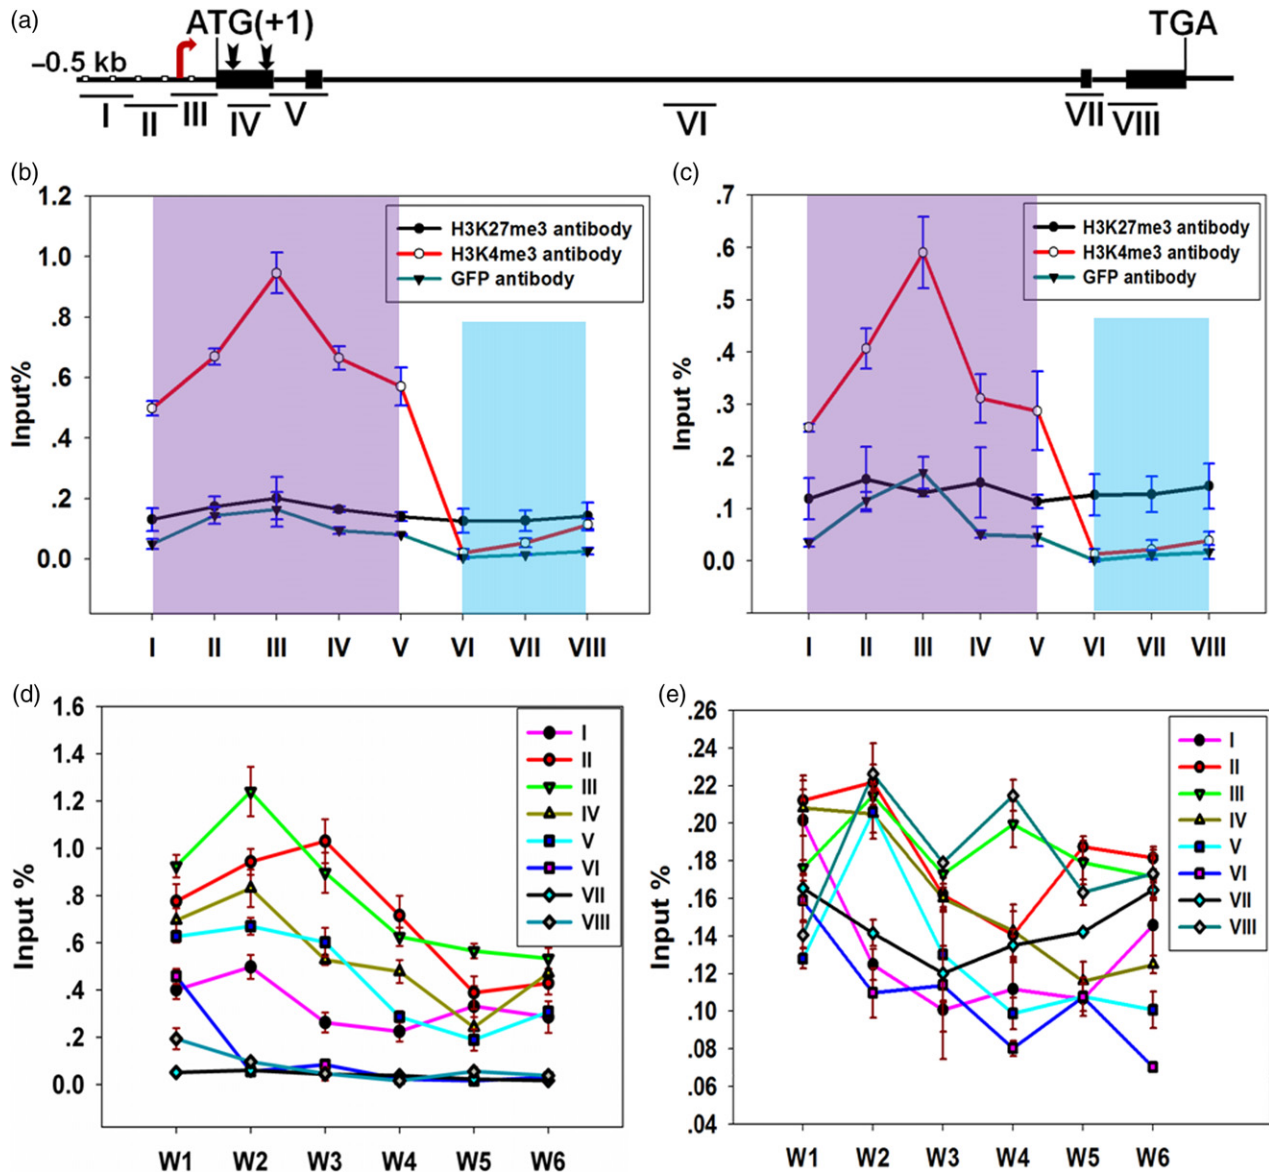 (a)
ATG(+1)
TGA
–0.5 kb
I
II
III
IV
V
VI
VII
VIII
(b)
1.2
1.0
.8
.6
.4
.2
0.0
Input%
H3K27me3 antibody
H3K4me3 antibody
GFP antibody
I II III IV V VI VII VIII
(c)
.7
.6
.5
.4
.3
.2
.1
0.0
Input %
H3K27me3 antibody
H3K4me3 antibody
GFP antibody
I II III IV V VI VII VIII
(d)
1.6
1.4
1.2
1.0
.8
.6
.4
.2
0.0
Input %
I
II
III
IV
V
VI
VII
VIII
W1 W2 W3 W4 W5 W6
(e)
.26
.24
.22
.20
.18
.16
.14
.12
.10
.08
.06
.04
Input %
I
II
III
IV
V
VI
VII
VIII
W1 W2 W3 W4 W5 W6